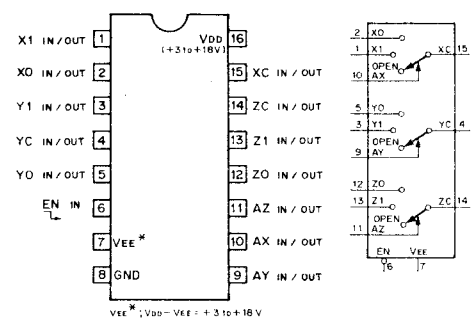 X1 IN/OUT 1
X0 IN/OUT 2
Y1 IN/OUT 3
YC IN/OUT 4
Y0 IN/OUT 5
EN IN 6
7 VEE*
8 GND
VDD 16
(+3 to +18V)
15 XC IN/OUT
14 ZC IN/OUT
13 Z1 IN/OUT
12 Z0 IN/OUT
11 AZ IN/OUT
10 AX IN/OUT
9 AY IN/OUT
VEE* ; VDD-VEE = +3 to +18V
2 X0
1 X1 XC 15
OPEN
10 AX
5 Y0
3 Y1 YC 4
OPEN
9 AY
12 Z0
13 Z1 ZC 14
OPEN
11 AZ
EN VEE
6 7